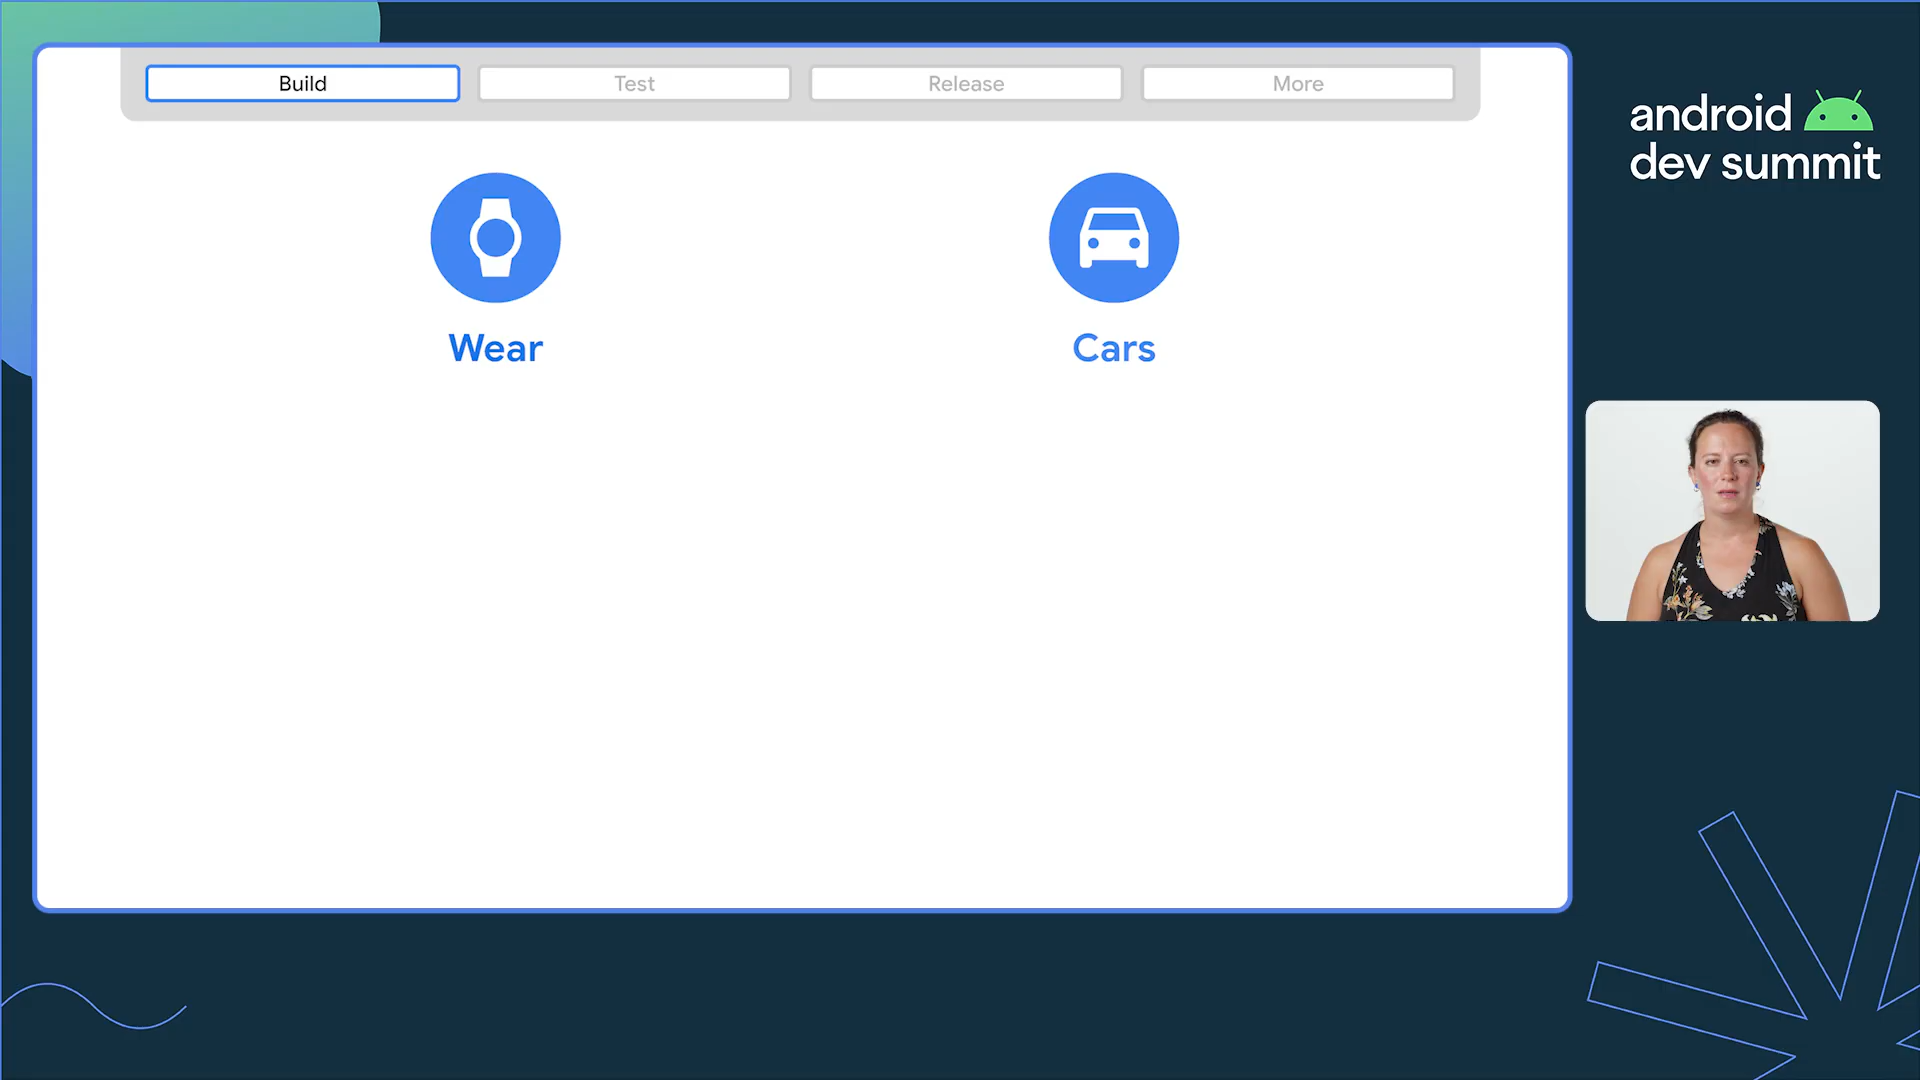 Build
Test
Release
More
android
dev summit
Wear
Cars